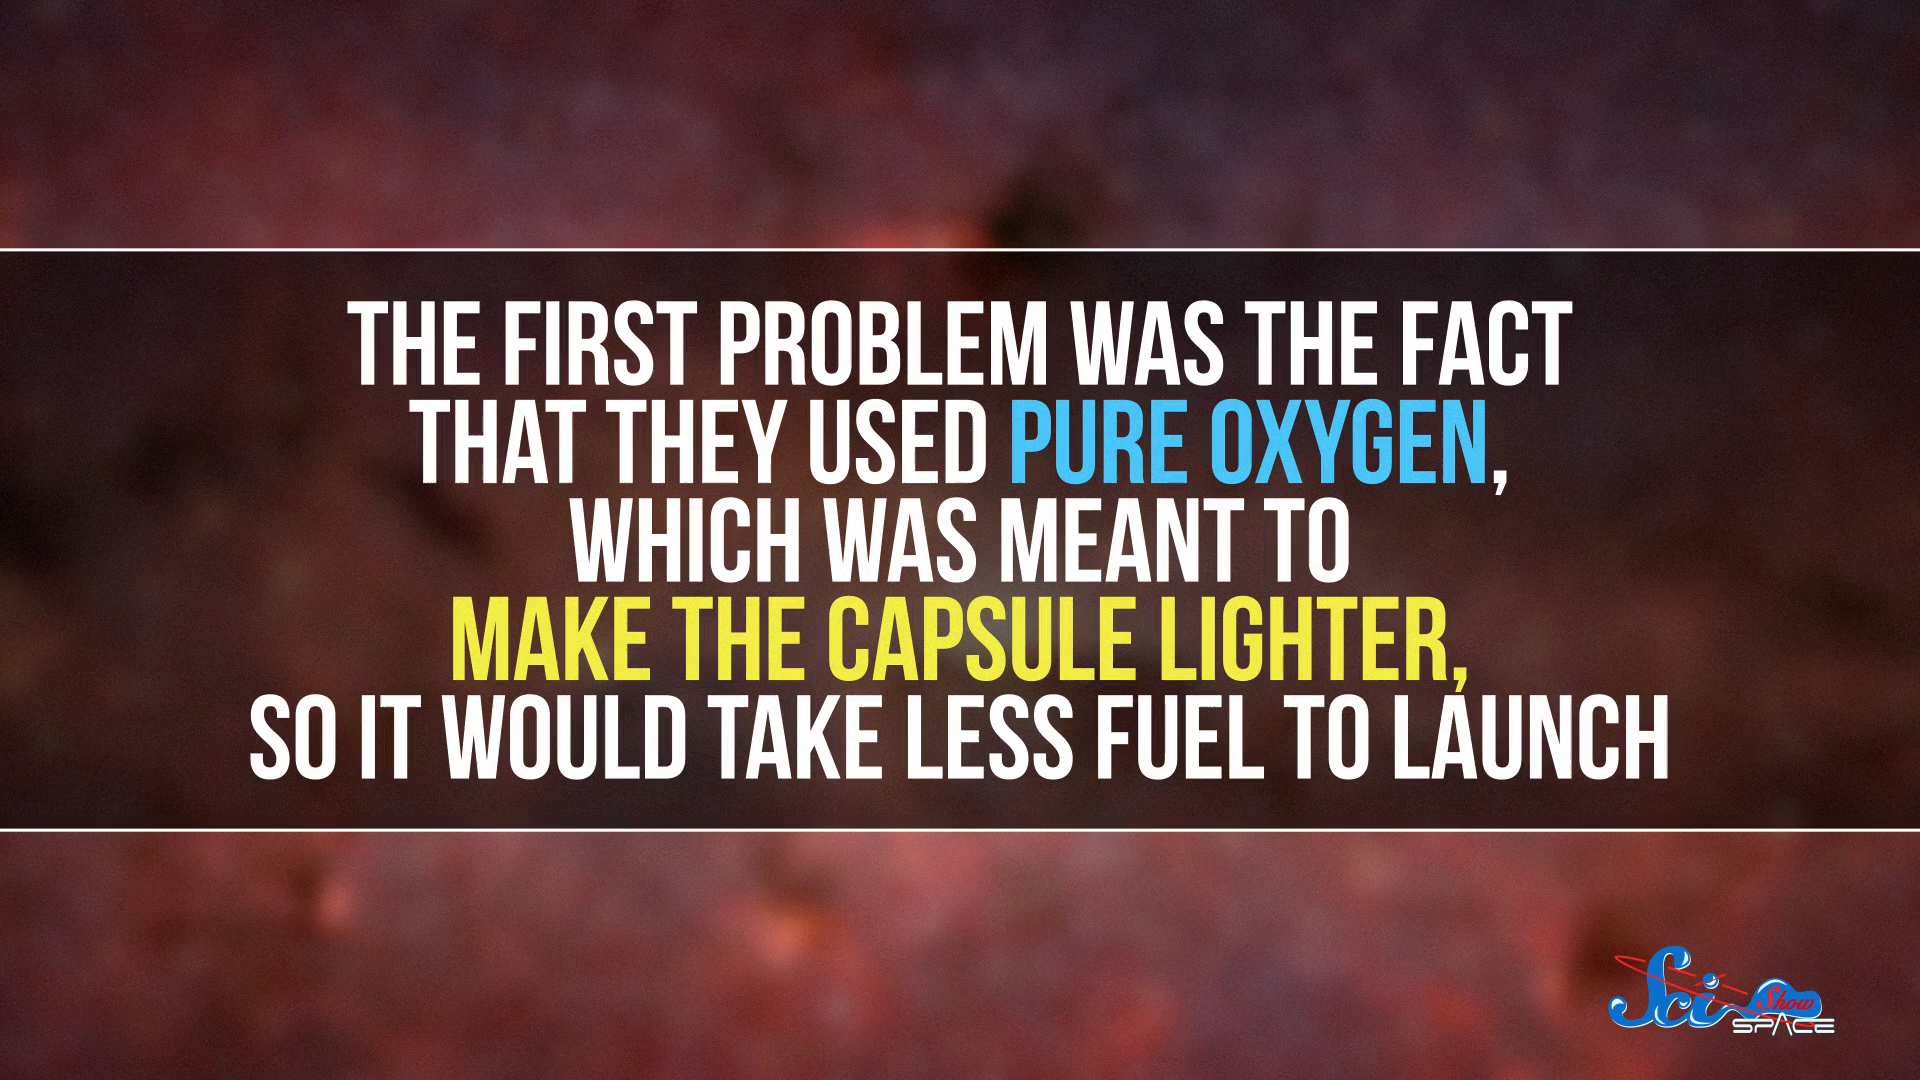 THE FIRST PROBLEM WAS THE FACT
THAT THEY USED PURE OXYGEN,
WHICH WAS MEANT TO
MAKE THE CAPSULE LIGHTER,
SO IT WOULD TAKE LESS FUEL TO LAUNCH
Sci Show
SPACE